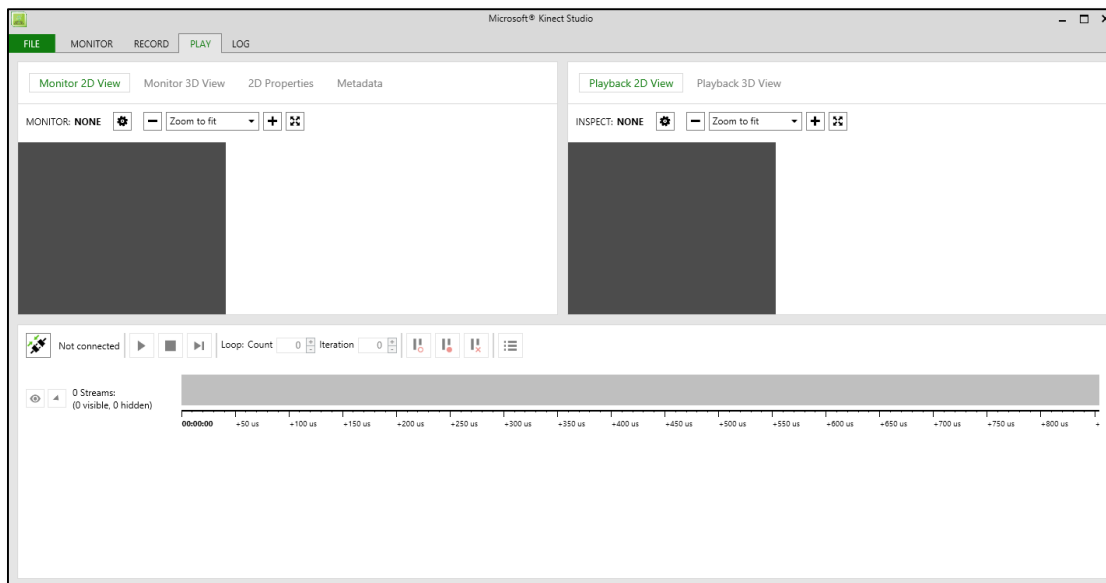 Microsoft® Kinect Studio
FILE MONITOR RECORD PLAY LOG
Monitor 2D View Monitor 3D View 2D Properties Metadata
Playback 2D View Playback 3D View
MONITOR: NONE Zoom to fit
INSPECT: NONE Zoom to fit
Not connected Loop: Count 0 Iteration 0
0 Streams:
(0 visible, 0 hidden)
00:00:00 +50 us +100 us +150 us +200 us +250 us +300 us +350 us +400 us +450 us +500 us +550 us +600 us +650 us +700 us +750 us +800 us +